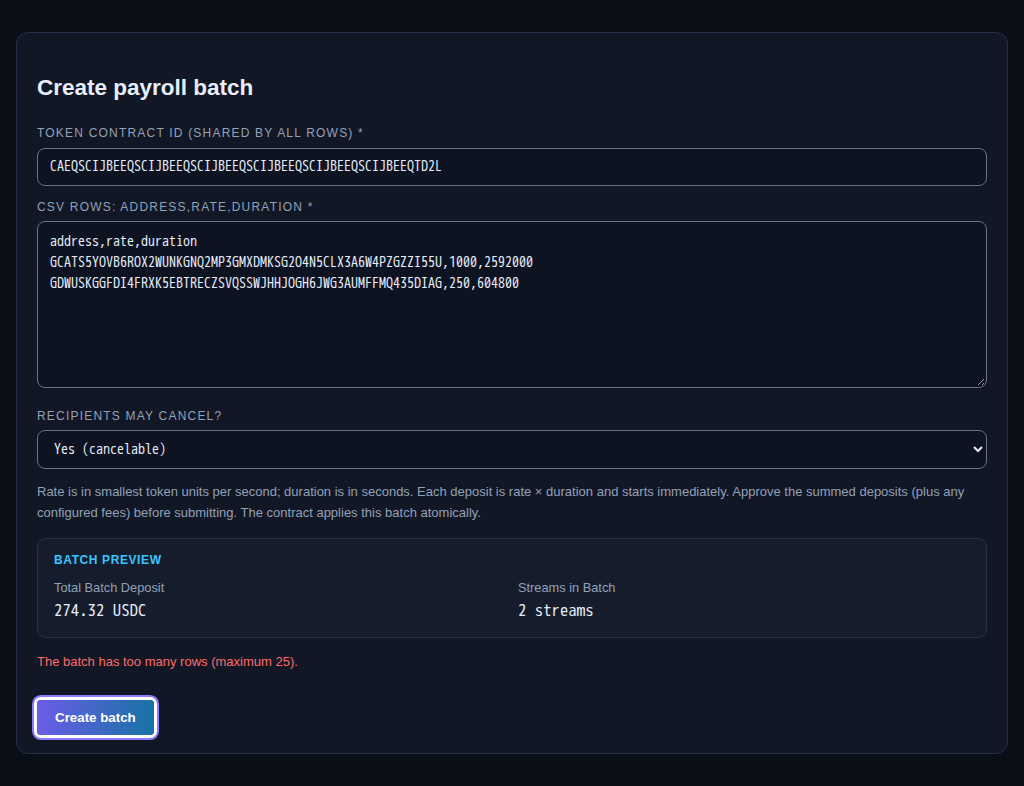 Create payroll batch
TOKEN CONTRACT ID (SHARED BY ALL ROWS) *
CAEQSCIJBEEQSCIJBEEQSCIJBEEQSCIJBEEQSCIJBEEQSCIJBEEQTD2L
CSV ROWS: ADDRESS,RATE,DURATION *
address,rate,duration
GCATS5YOVB6ROX2WUNKGNQ2MP3GMXDMKSG2O4N5CLX3A6W4PZGZZI55U,1000,2592000
GDWUSKGGFDI4FRXK5EBTRECZSVQSSWJHHJOGH6JWG3AUMFFMQ435DIAG,250,604800
RECIPIENTS MAY CANCEL?
Yes (cancelable)
Rate is in smallest token units per second; duration is in seconds. Each deposit is rate × duration and starts immediately. Approve the summed deposits (plus any
configured fees) before submitting. The contract applies this batch atomically.
BATCH PREVIEW
Total Batch Deposit
274.32 USDC
Streams in Batch
2 streams
The batch has too many rows (maximum 25).
Create batch